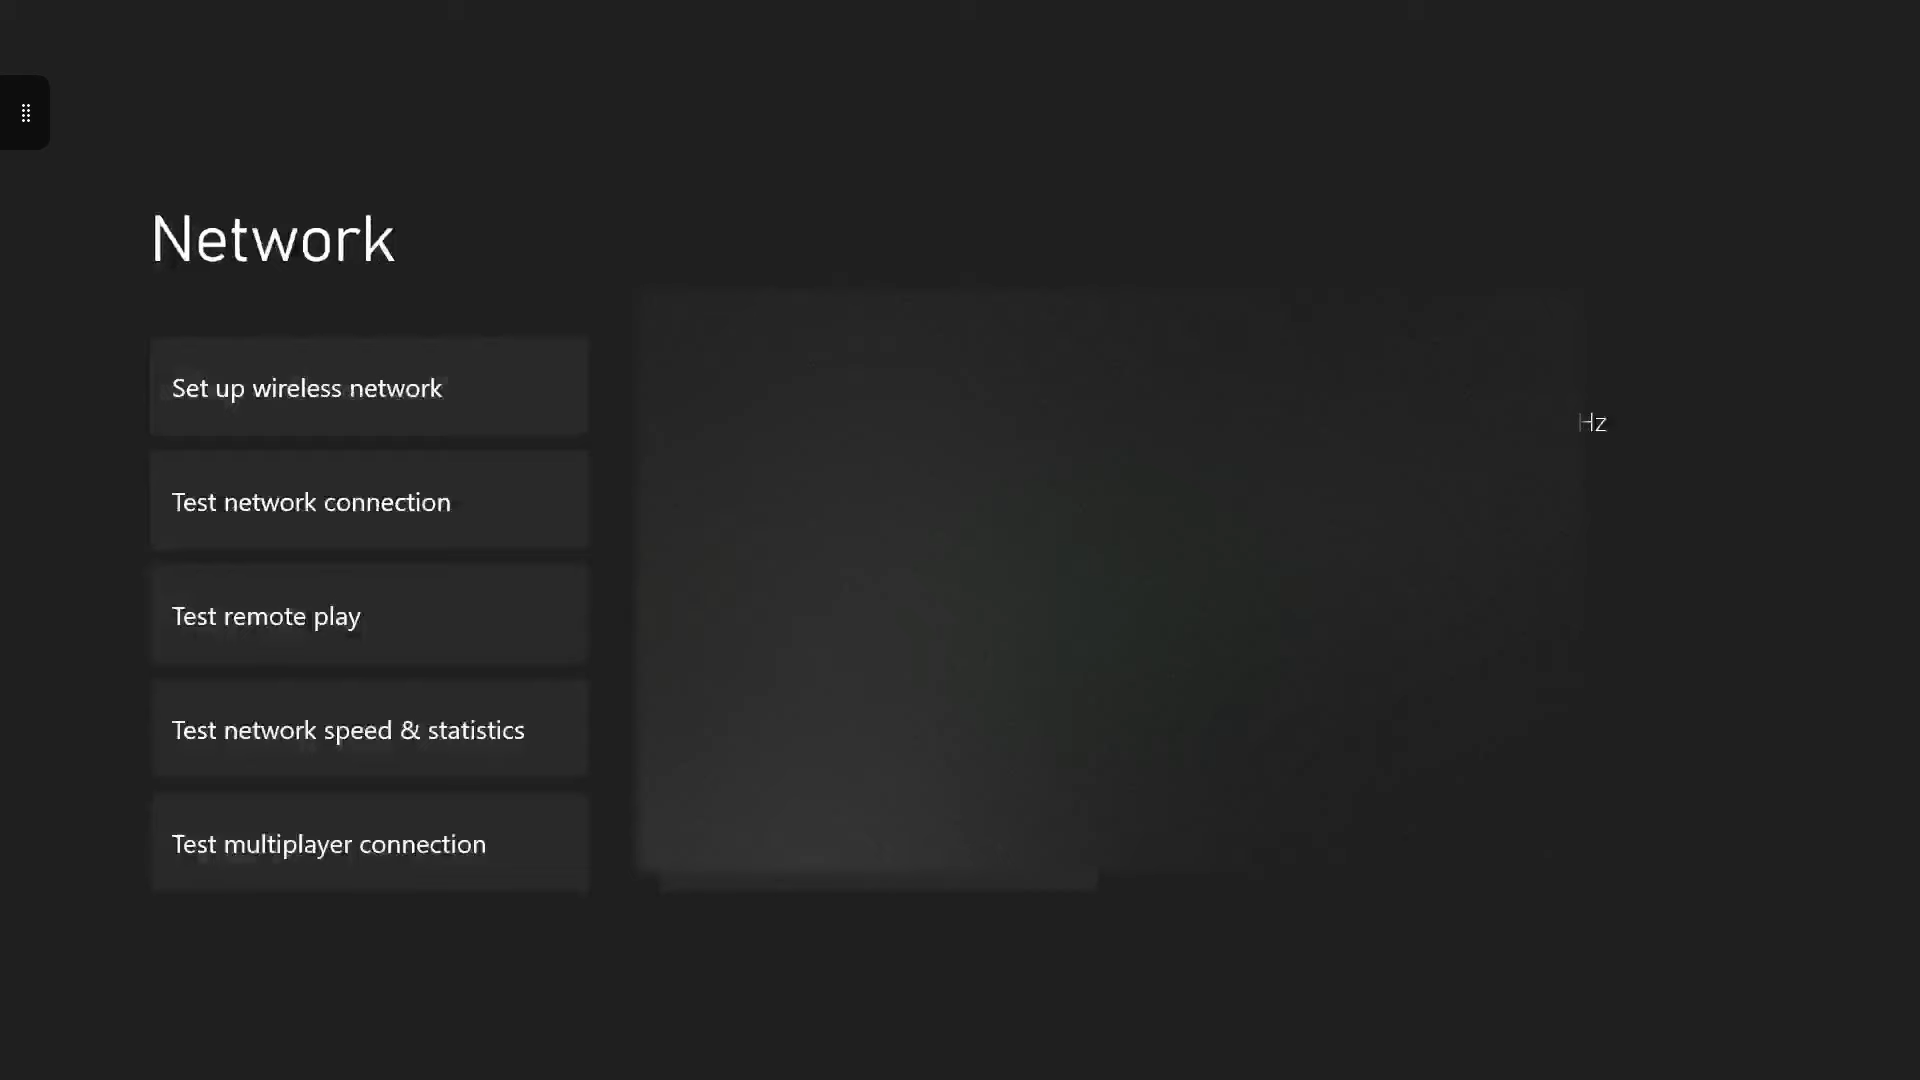 Network
Set up wireless network
Hz
Test network connection
Test remote play
Test network speed & statistics
Test multiplayer connection